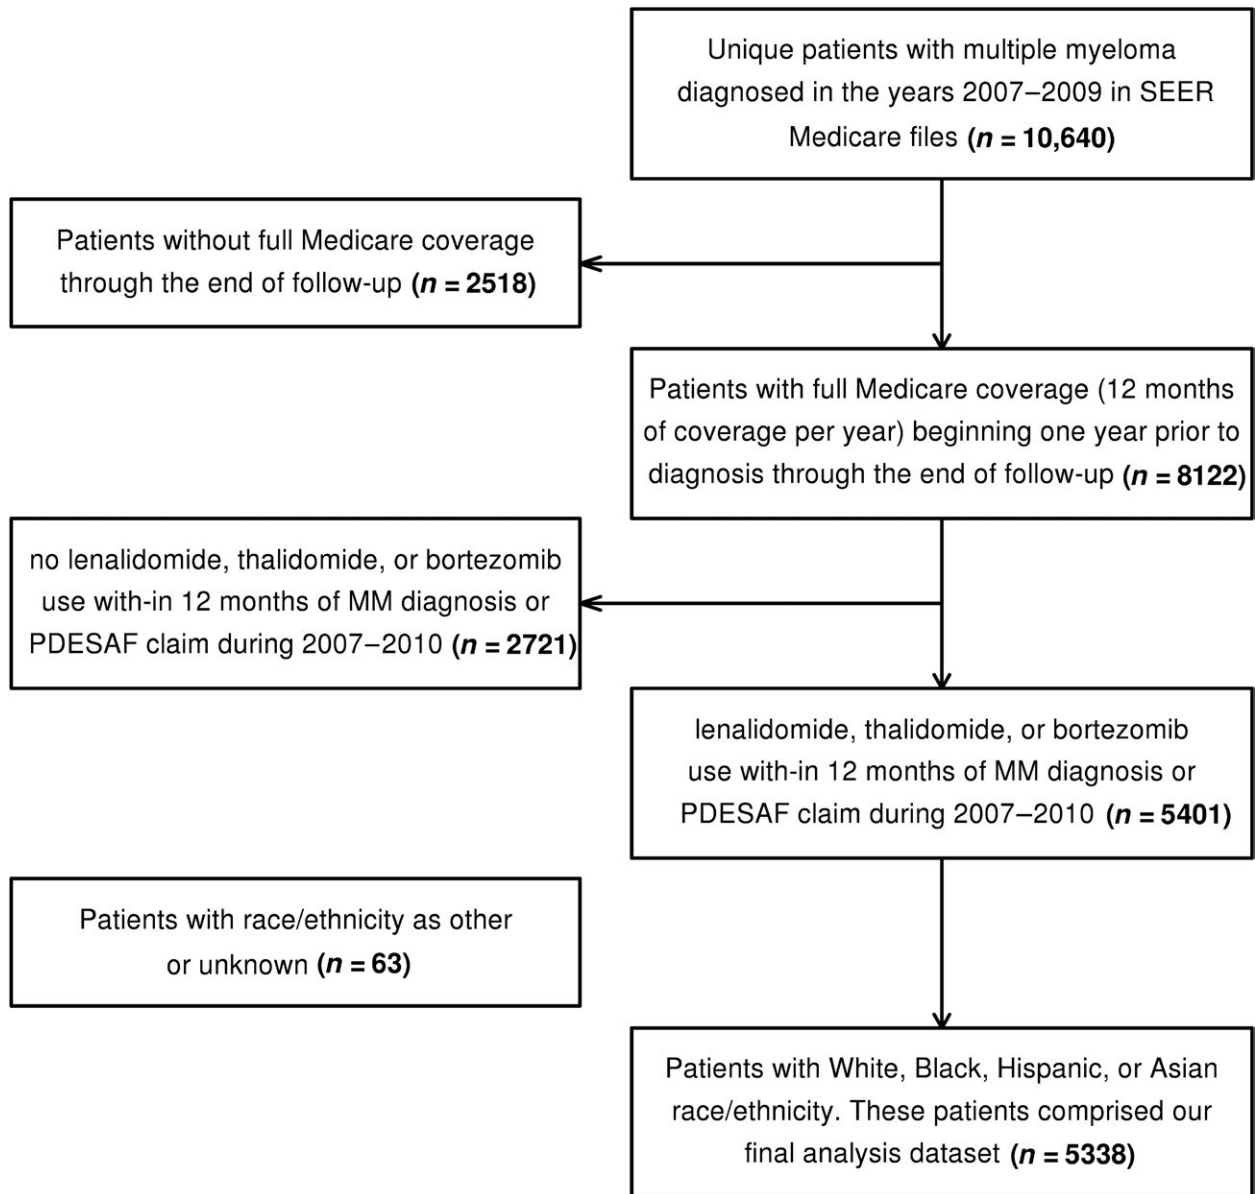 Unique patients with multiple myeloma
diagnosed in the years 2007–2009 in SEER
Medicare files (n = 10,640)
Patients without full Medicare coverage
through the end of follow-up (n = 2518)
Patients with full Medicare coverage (12 months
of coverage per year) beginning one year prior to
diagnosis through the end of follow-up (n = 8122)
no lenalidomide, thalidomide, or bortezomib
use with-in 12 months of MM diagnosis or
PDESAF claim during 2007–2010 (n = 2721)
lenalidomide, thalidomide, or bortezomib
use with-in 12 months of MM diagnosis or
PDESAF claim during 2007–2010 (n = 5401)
Patients with race/ethnicity as other
or unknown (n = 63)
Patients with White, Black, Hispanic, or Asian
race/ethnicity. These patients comprised our
final analysis dataset (n = 5338)